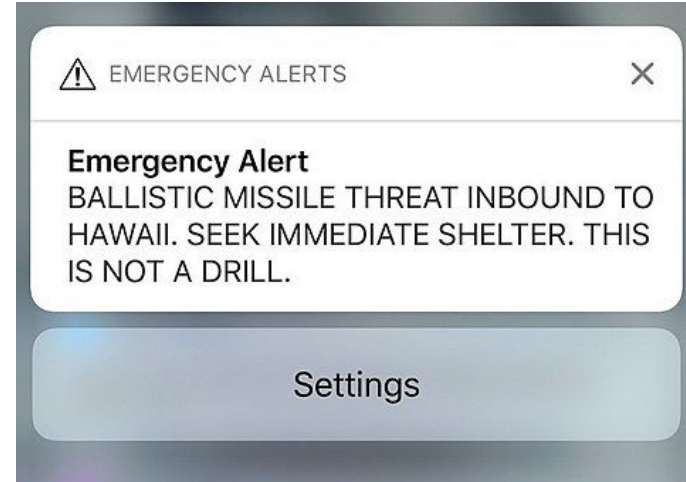 EMERGENCY ALERTS
Emergency Alert
BALLISTIC MISSILE THREAT INBOUND TO
HAWAII. SEEK IMMEDIATE SHELTER. THIS
IS NOT A DRILL.
Settings